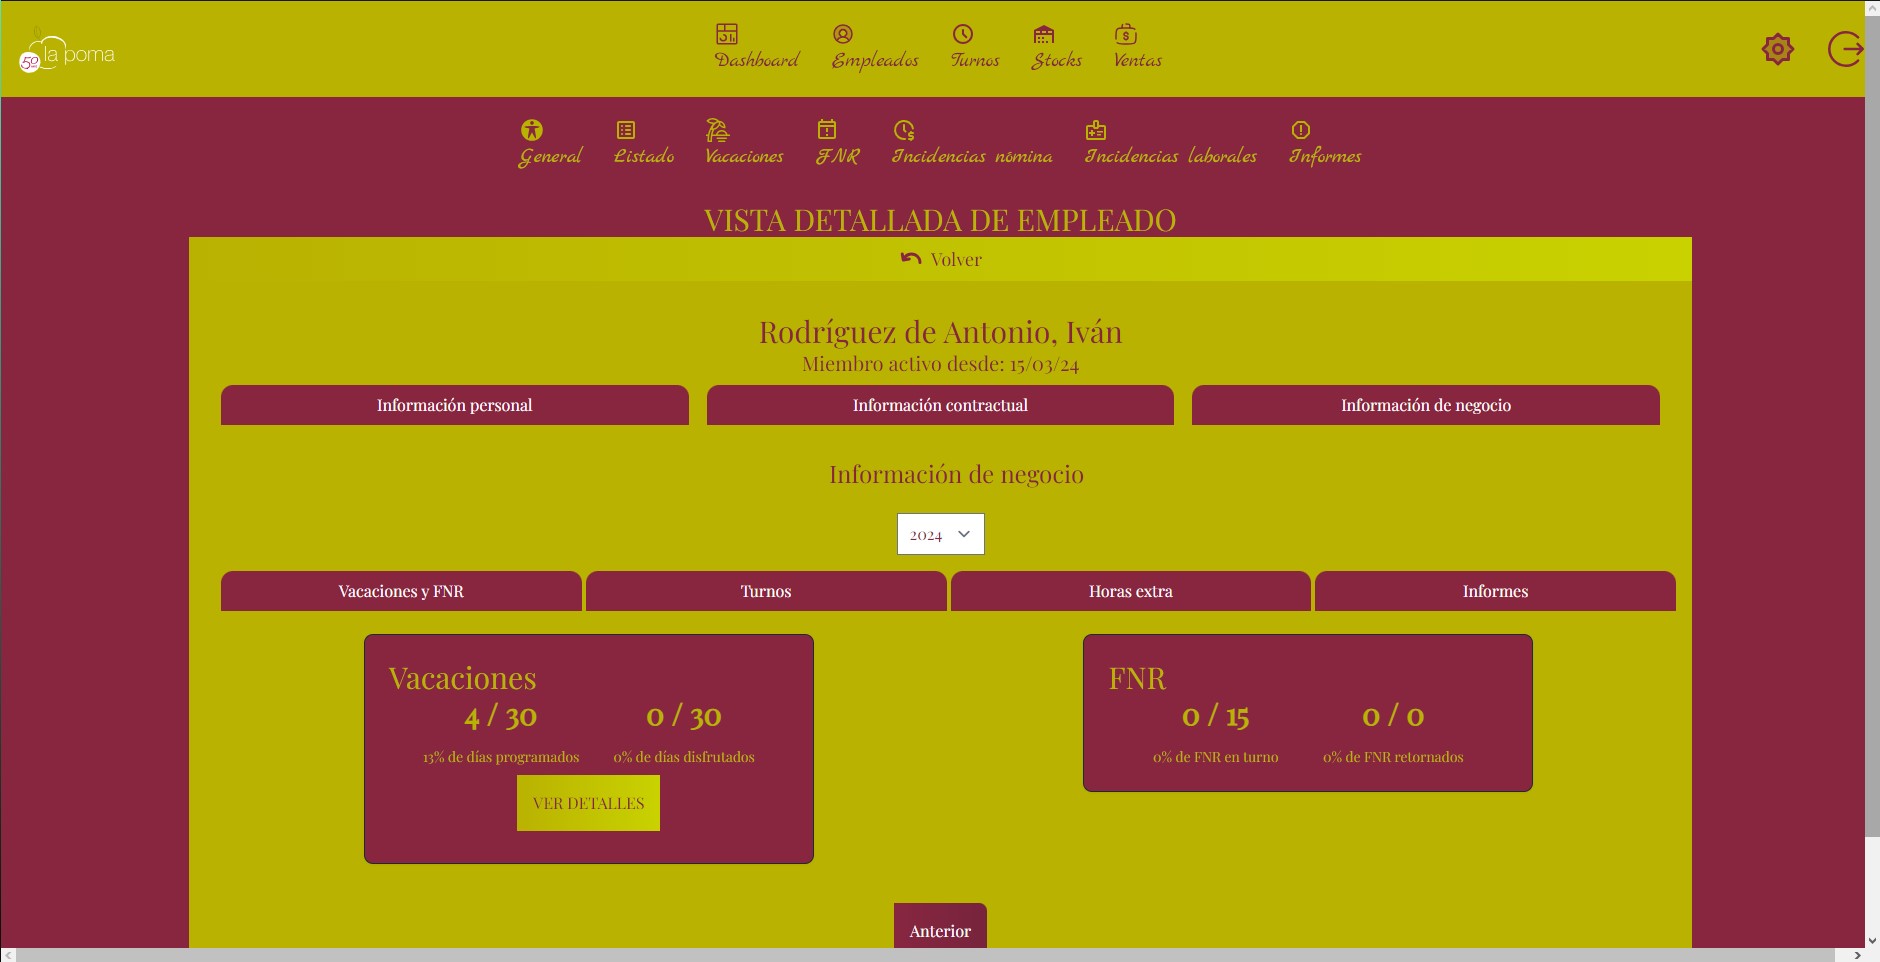 50 la poma
Dashboard Empleados Turnos Stocks Ventas
General Listado Vacaciones FNR Incidencias nómina Incidencias laborales Informes
VISTA DETALLADA DE EMPLEADO
Volver
Rodríguez de Antonio, Iván
Miembro activo desde: 15/03/24
Información personal Información contractual Información de negocio
Información de negocio
2024
Vacaciones y FNR Turnos Horas extra Informes
Vacaciones
4 / 30 0 / 30
13% de días programados 0% de días disfrutados
VER DETALLES
FNR
0 / 15 0 / 0
0% de FNR en turno 0% de FNR retornados
Anterior